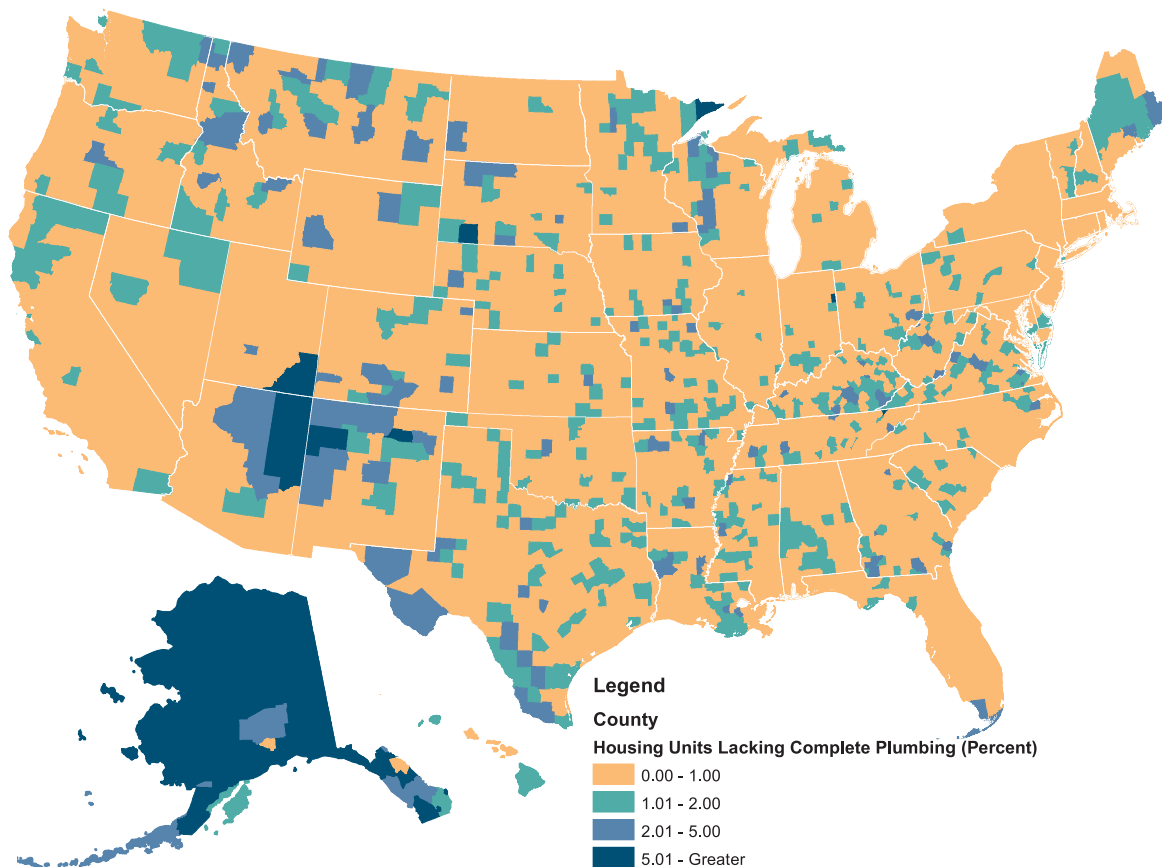 Legend
County
Housing Units Lacking Complete Plumbing (Percent)
0.00 - 1.00
1.01 - 2.00
2.01 - 5.00
5.01 - Greater